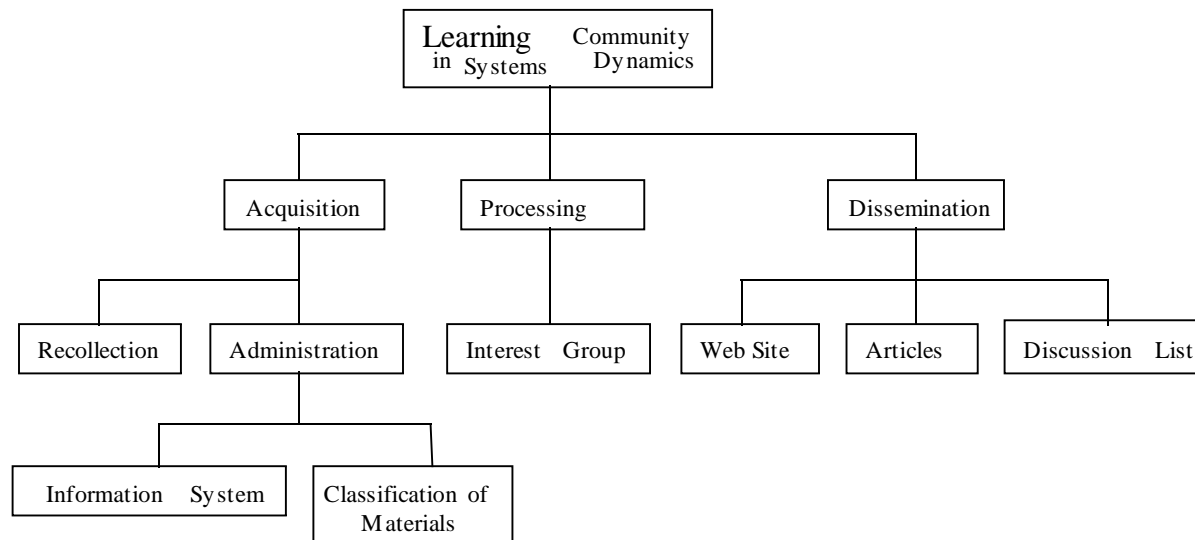 Learning Community
in Systems Dynamics
Acquisition
Processing
Dissemination
Recollection
Administration
Interest Group
Web Site
Articles
Discussion List
Information System
Classification of
Materials